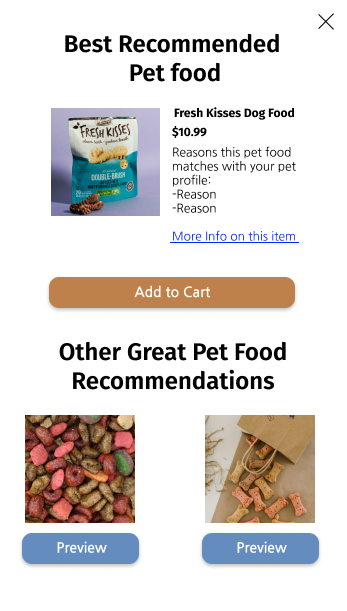 Best Recommended
Pet food
Fresh Kisses Dog Food
$10.99
Reasons this pet food
matches with your pet
profile:
-Reason
-Reason
More Info on this item
FRESH KISSES
DOUBLE-BRUSH
Add to Cart
Other Great Pet Food
Recommendations
Preview
Preview